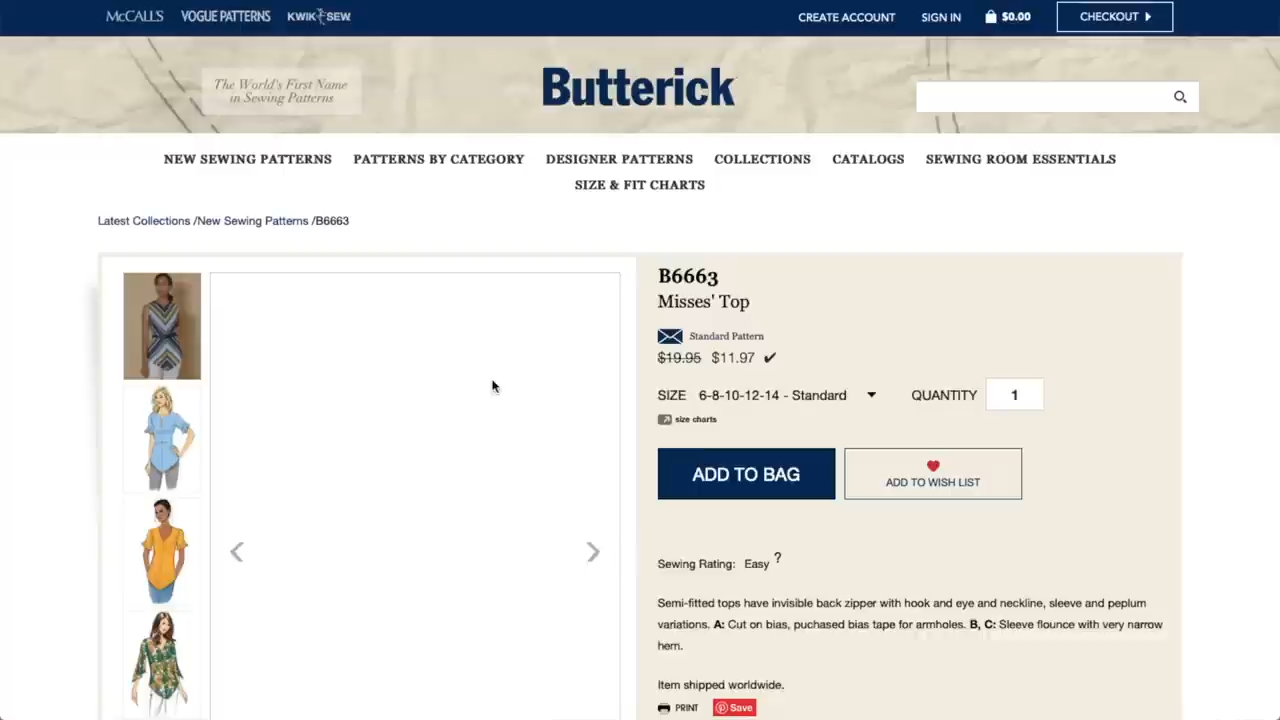 McCALL'S VOGUE PATTERNS KWIK SEW CREATE ACCOUNT SIGN IN $0.00 CHECKOUT
The World's First Name
in Sewing Patterns
Butterick
NEW SEWING PATTERNS PATTERNS BY CATEGORY DESIGNER PATTERNS COLLECTIONS CATALOGS SEWING ROOM ESSENTIALS
SIZE & FIT CHARTS
Latest Collections /New Sewing Patterns /B6663
B6663
Misses' Top
Standard Pattern
$19.95 $11.97 ✔
SIZE 6-8-10-12-14 - Standard QUANTITY 1
size charts
ADD TO BAG
ADD TO WISH LIST
Sewing Rating: Easy ?
Semi-fitted tops have invisible back zipper with hook and eye and neckline, sleeve and peplum
variations. A: Cut on bias, puchased bias tape for armholes. B, C: Sleeve flounce with very narrow
hem.
Item shipped worldwide.
PRINT Save